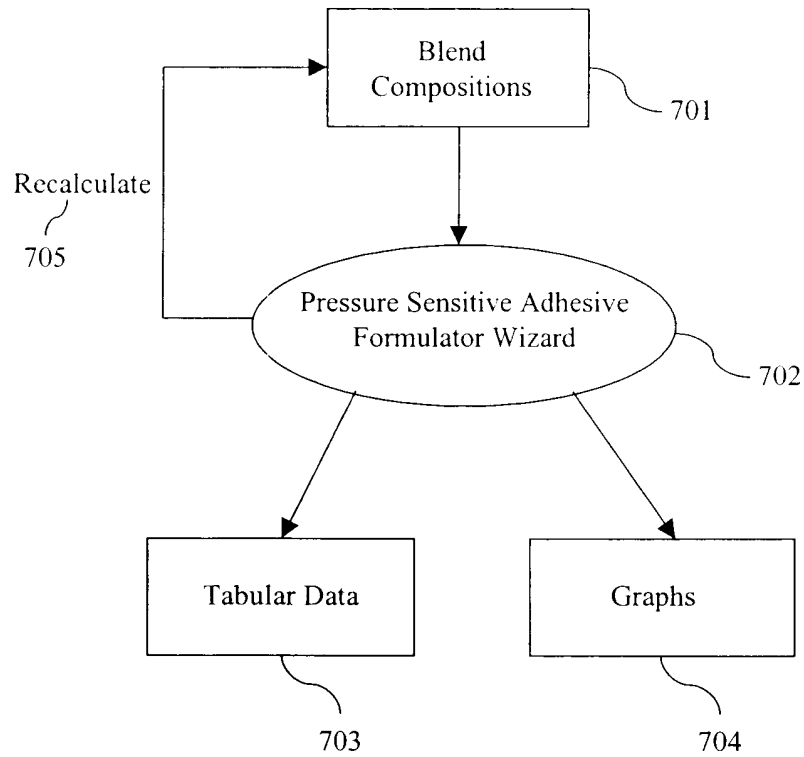 Blend
Compositions
701
Recalculate
705
Pressure Sensitive Adhesive
Formulator Wizard
702
Tabular Data
Graphs
703
704